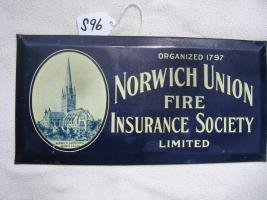 S96
ORGANIZED 1797
NORWICH UNION
FIRE
INSURANCE SOCIETY
LIMITED